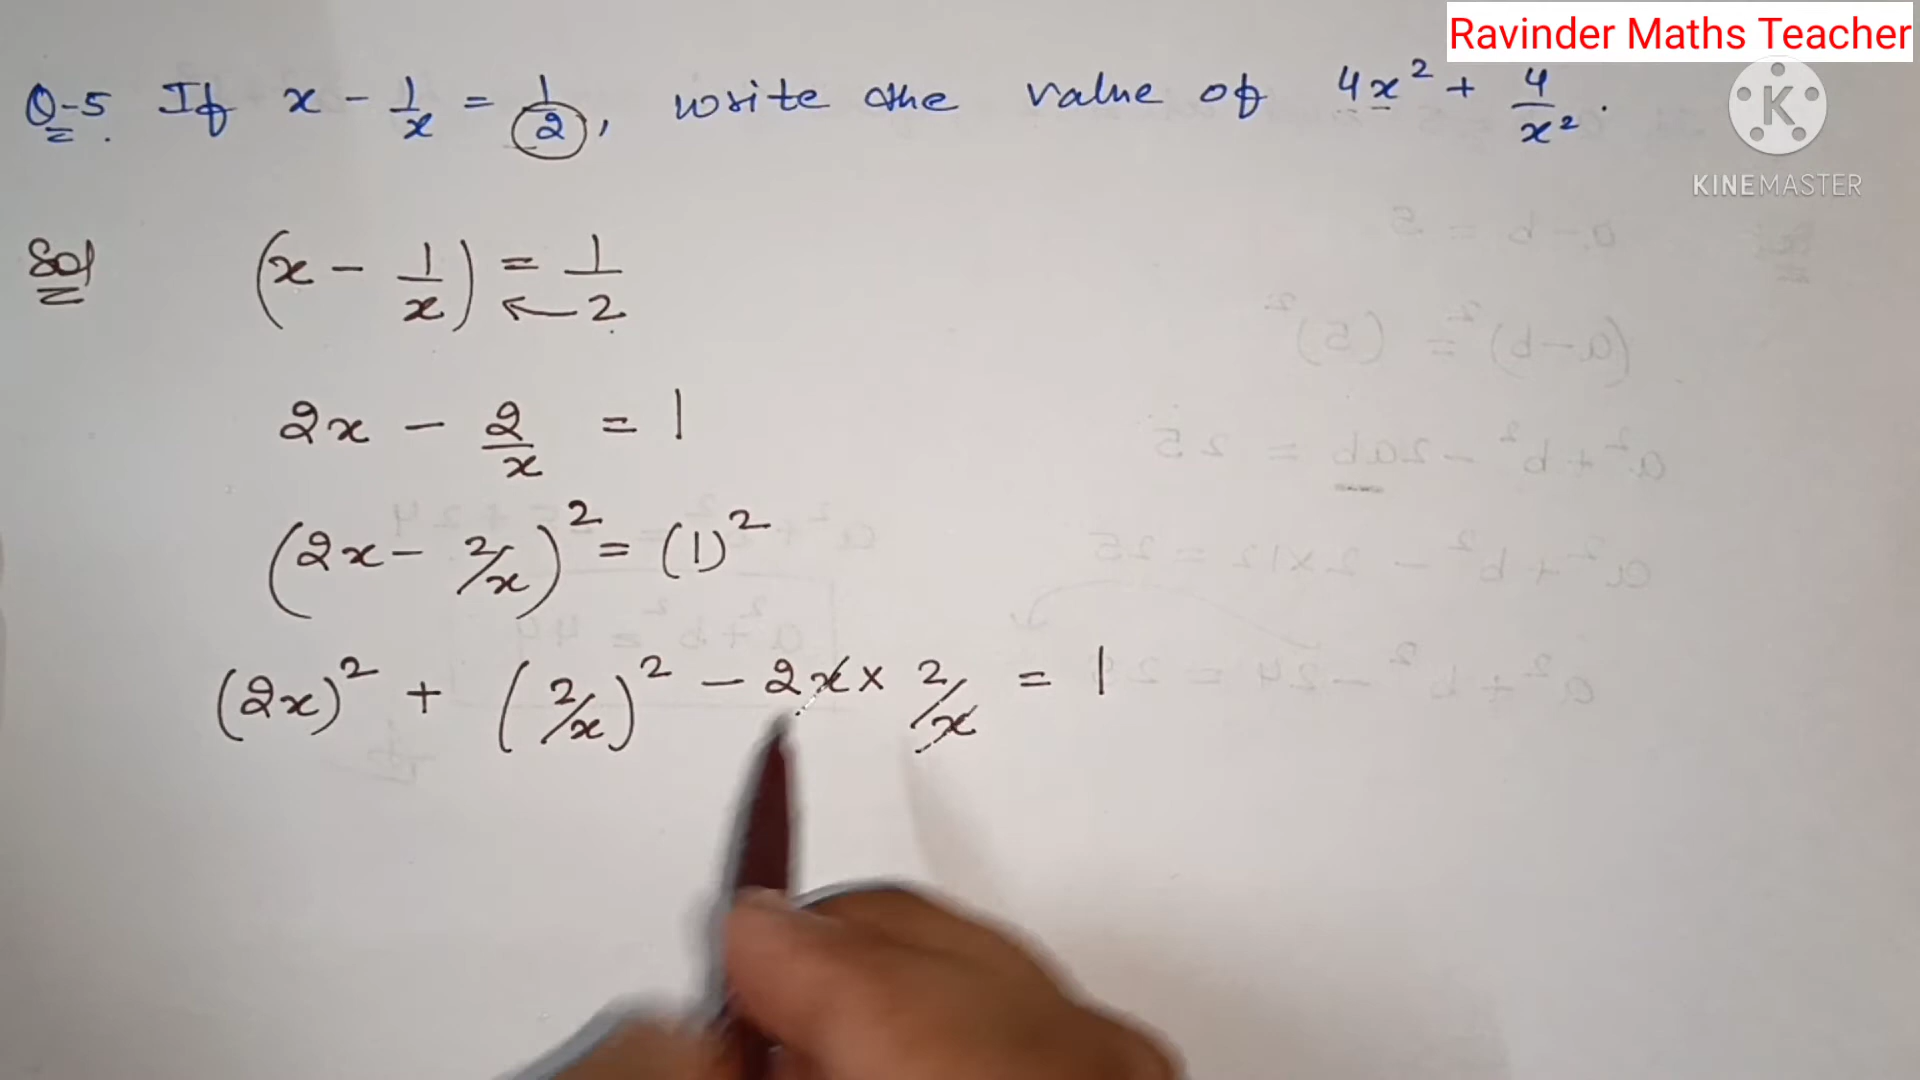 Ravinder Maths Teacher
Q-5. If x - 1/x = 1/2, write the value of 4x² + 4/x².
KINEMASTER
Sol (x - 1/x) = 1/2
2x - 2/x = 1
(2x - 2/x)² = (1)²
(2x)² + (2/x)² - 2x × 2/x = 1